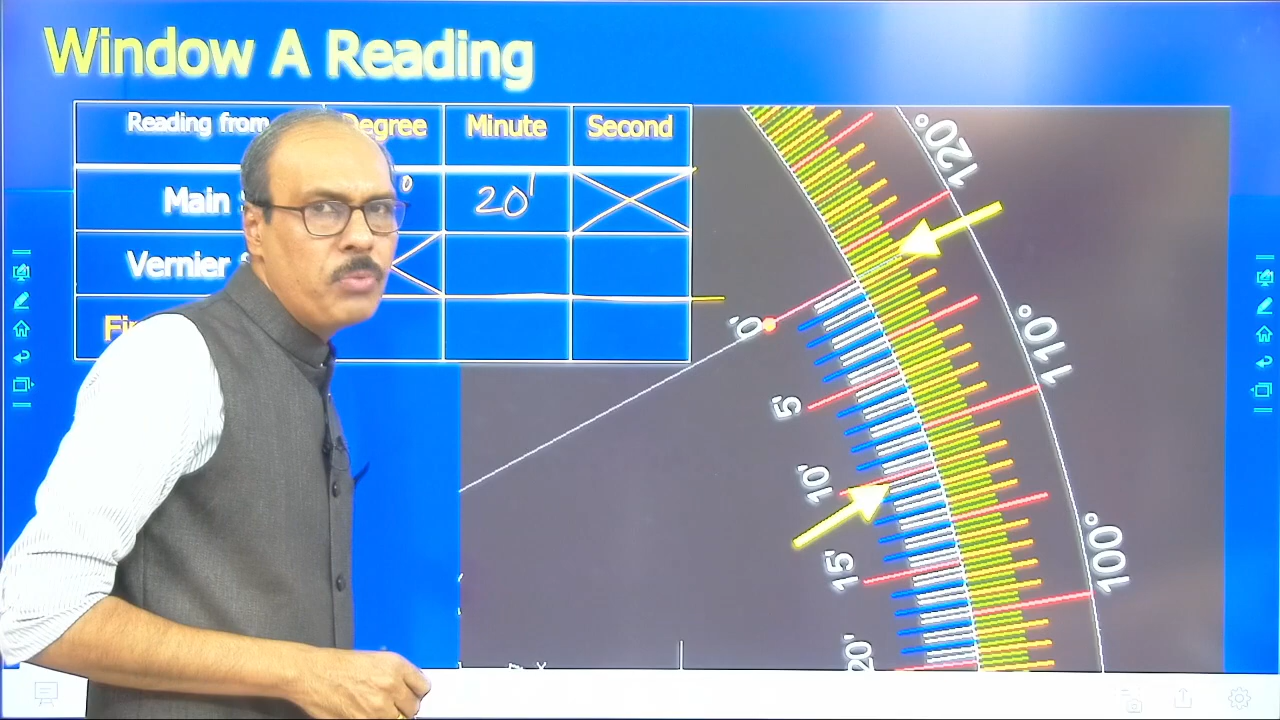 Window A Reading
Reading from Degree Minute Second
Main 20'
Vernier
0'
5'
10'
15'
20'
120°
110°
100°